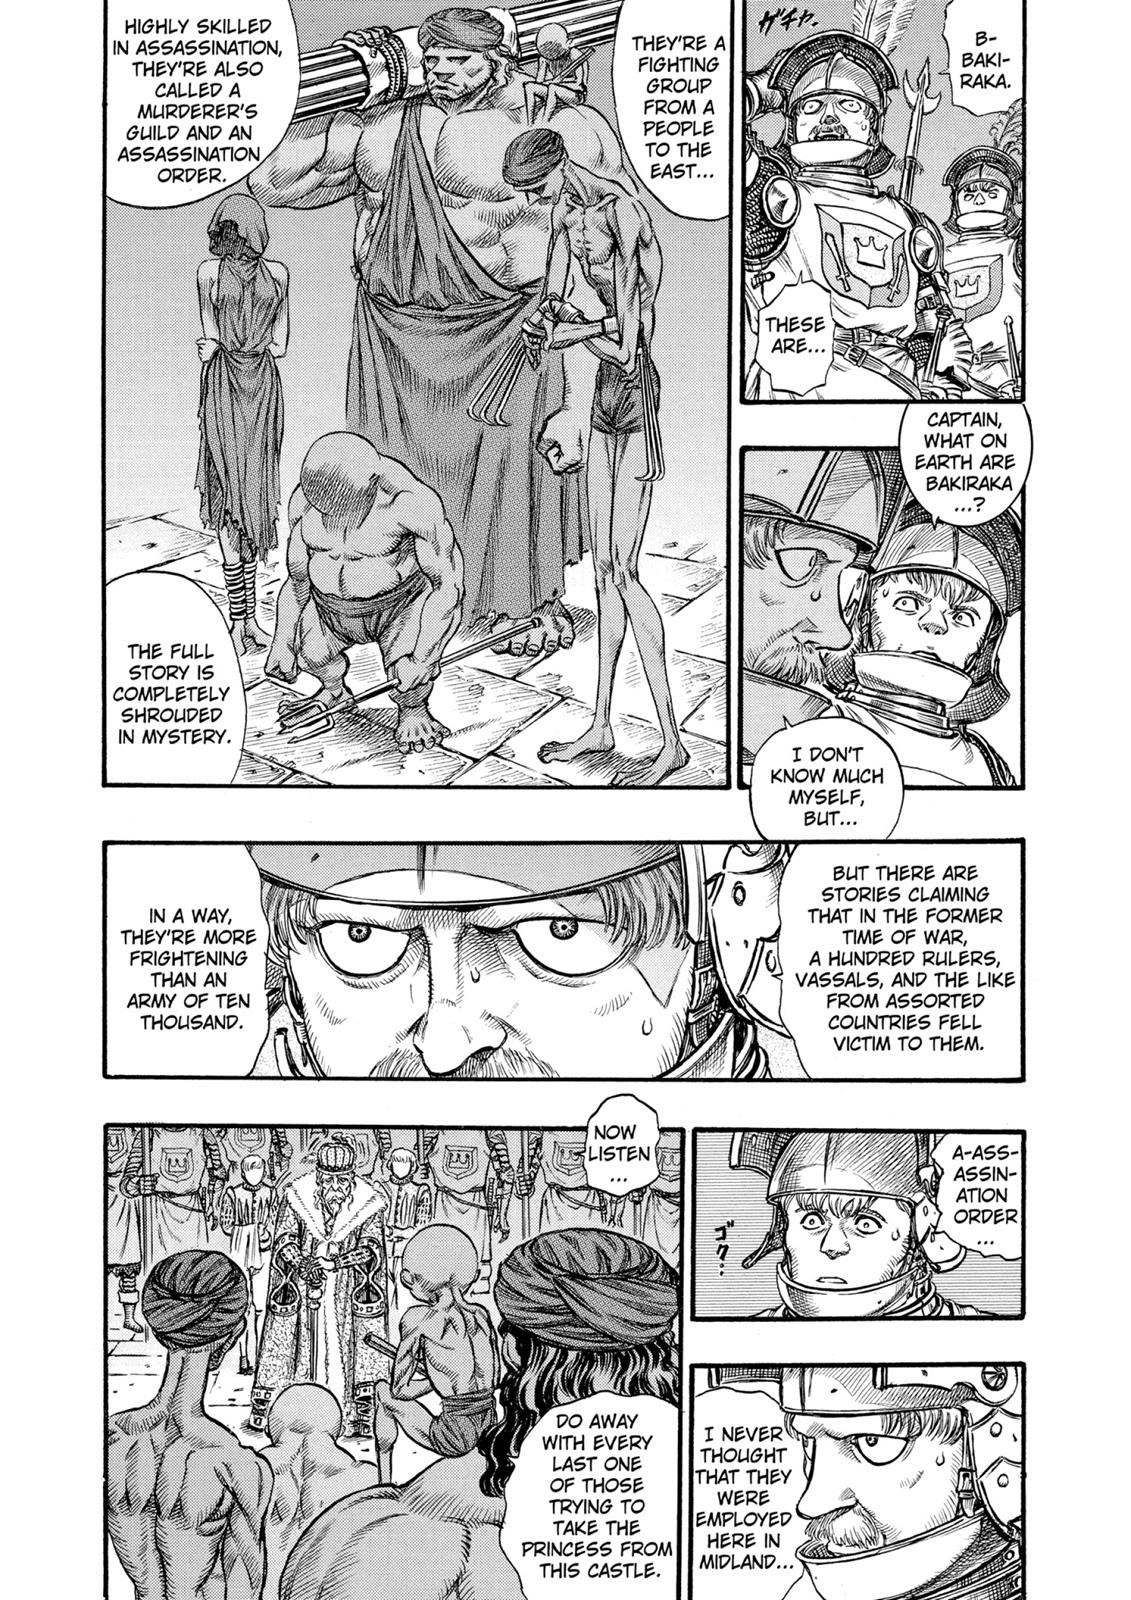 ガチャ
B-
BAKI-
RAKA.
THESE
ARE...
THEY'RE A
FIGHTING
GROUP
FROM A
PEOPLE
TO THE
EAST...
HIGHLY SKILLED
IN ASSASSINATION,
THEY'RE ALSO
CALLED A
MURDERER'S
GUILD AND AN
ASSASSINATION
ORDER.
THE FULL
STORY IS
COMPLETELY
SHROUDED
IN MYSTERY.
CAPTAIN,
WHAT ON
EARTH ARE
BAKIRAKA
...?
I DON'T
KNOW MUCH
MYSELF,
BUT...
BUT THERE ARE
STORIES CLAIMING
THAT IN THE FORMER
TIME OF WAR,
A HUNDRED RULERS,
VASSALS, AND THE LIKE
FROM ASSORTED
COUNTRIES FELL
VICTIM TO THEM.
IN A WAY,
THEY'RE MORE
FRIGHTENING
THAN AN
ARMY OF TEN
THOUSAND.
A-ASS-
ASSIN-
ATION
ORDER
...
ゴク...
I NEVER
THOUGHT
THAT THEY
WERE
EMPLOYED
HERE IN
MIDLAND...
NOW
LISTEN
...
DO AWAY
WITH EVERY
LAST ONE
OF THOSE
TRYING TO
TAKE THE
PRINCESS FROM
THIS CASTLE.